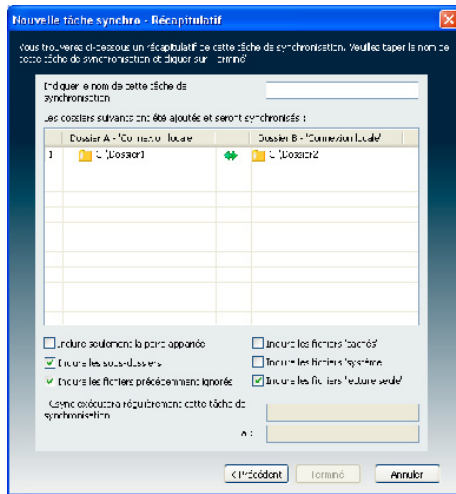 Nouvelle tâche synchro - Récapitulatif
Vous trouverez ci-dessous un récapitulatif de cette tâche de synchronisation. Veuillez taper le nom de
cette tâche de synchronisation et cliquer sur 'Terminé'
Indiquer le nom de cette tâche de
synchronisation
Les dossiers suivants ont été ajoutés et seront synchronisés :
Dossier A - 'Connexion locale' Dossier B - 'Connexion locale'
1 C:\Dossier1 C:\Dossier2
Inclure seulement la paire appariée Inclure les fichiers 'cachés'
Inclure les sous-dossiers Inclure les fichiers 'système'
Inclure les fichiers précédemment ignorés Inclure les fichiers 'lecture seule'
exécutera régulièrement cette tâche de
synchronisation
< Précédent Terminé Annuler